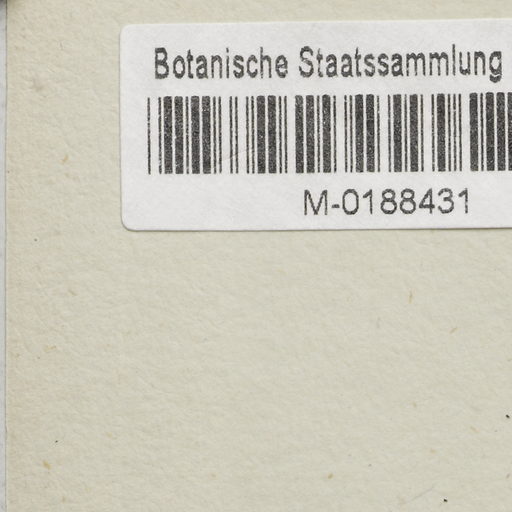 Botanische Staatssammlung
M-0188431